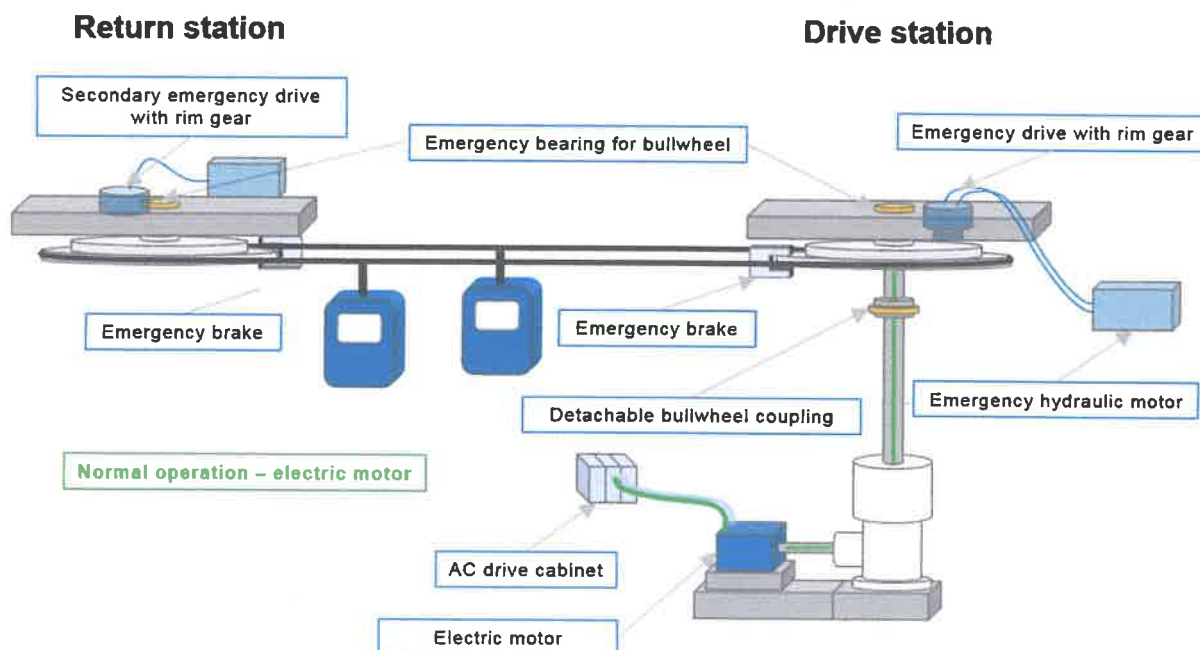 Return station
Drive station
Secondary emergency drive
with rim gear
Emergency bearing for bullwheel
Emergency drive with rim gear
Emergency brake
Emergency brake
Detachable bullwheel coupling
Emergency hydraulic motor
Normal operation – electric motor
AC drive cabinet
Electric motor